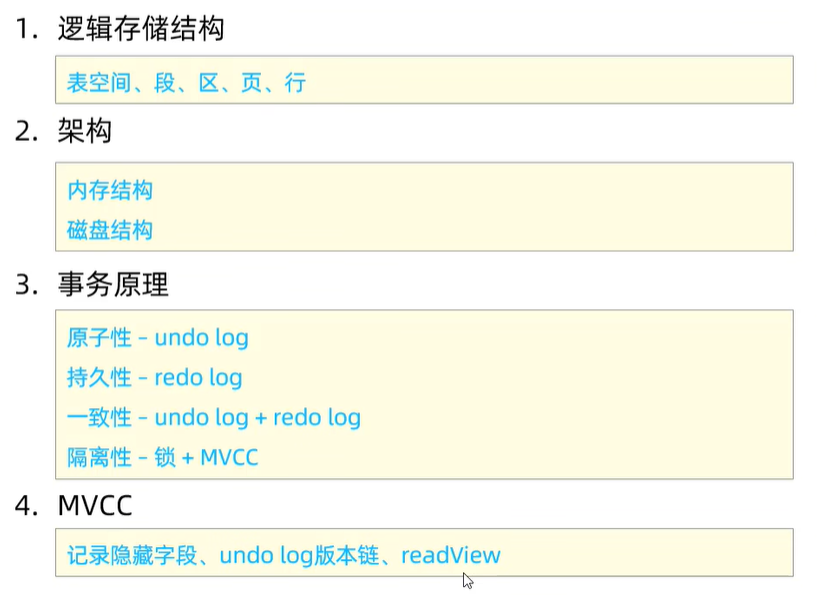 1. 逻辑存储结构
表空间、段、区、页、行
2. 架构
内存结构
磁盘结构
3. 事务原理
原子性 - undo log
持久性 - redo log
一致性 - undo log + redo log
隔离性 - 锁 + MVCC
4. MVCC
记录隐藏字段、undo log版本链、readView